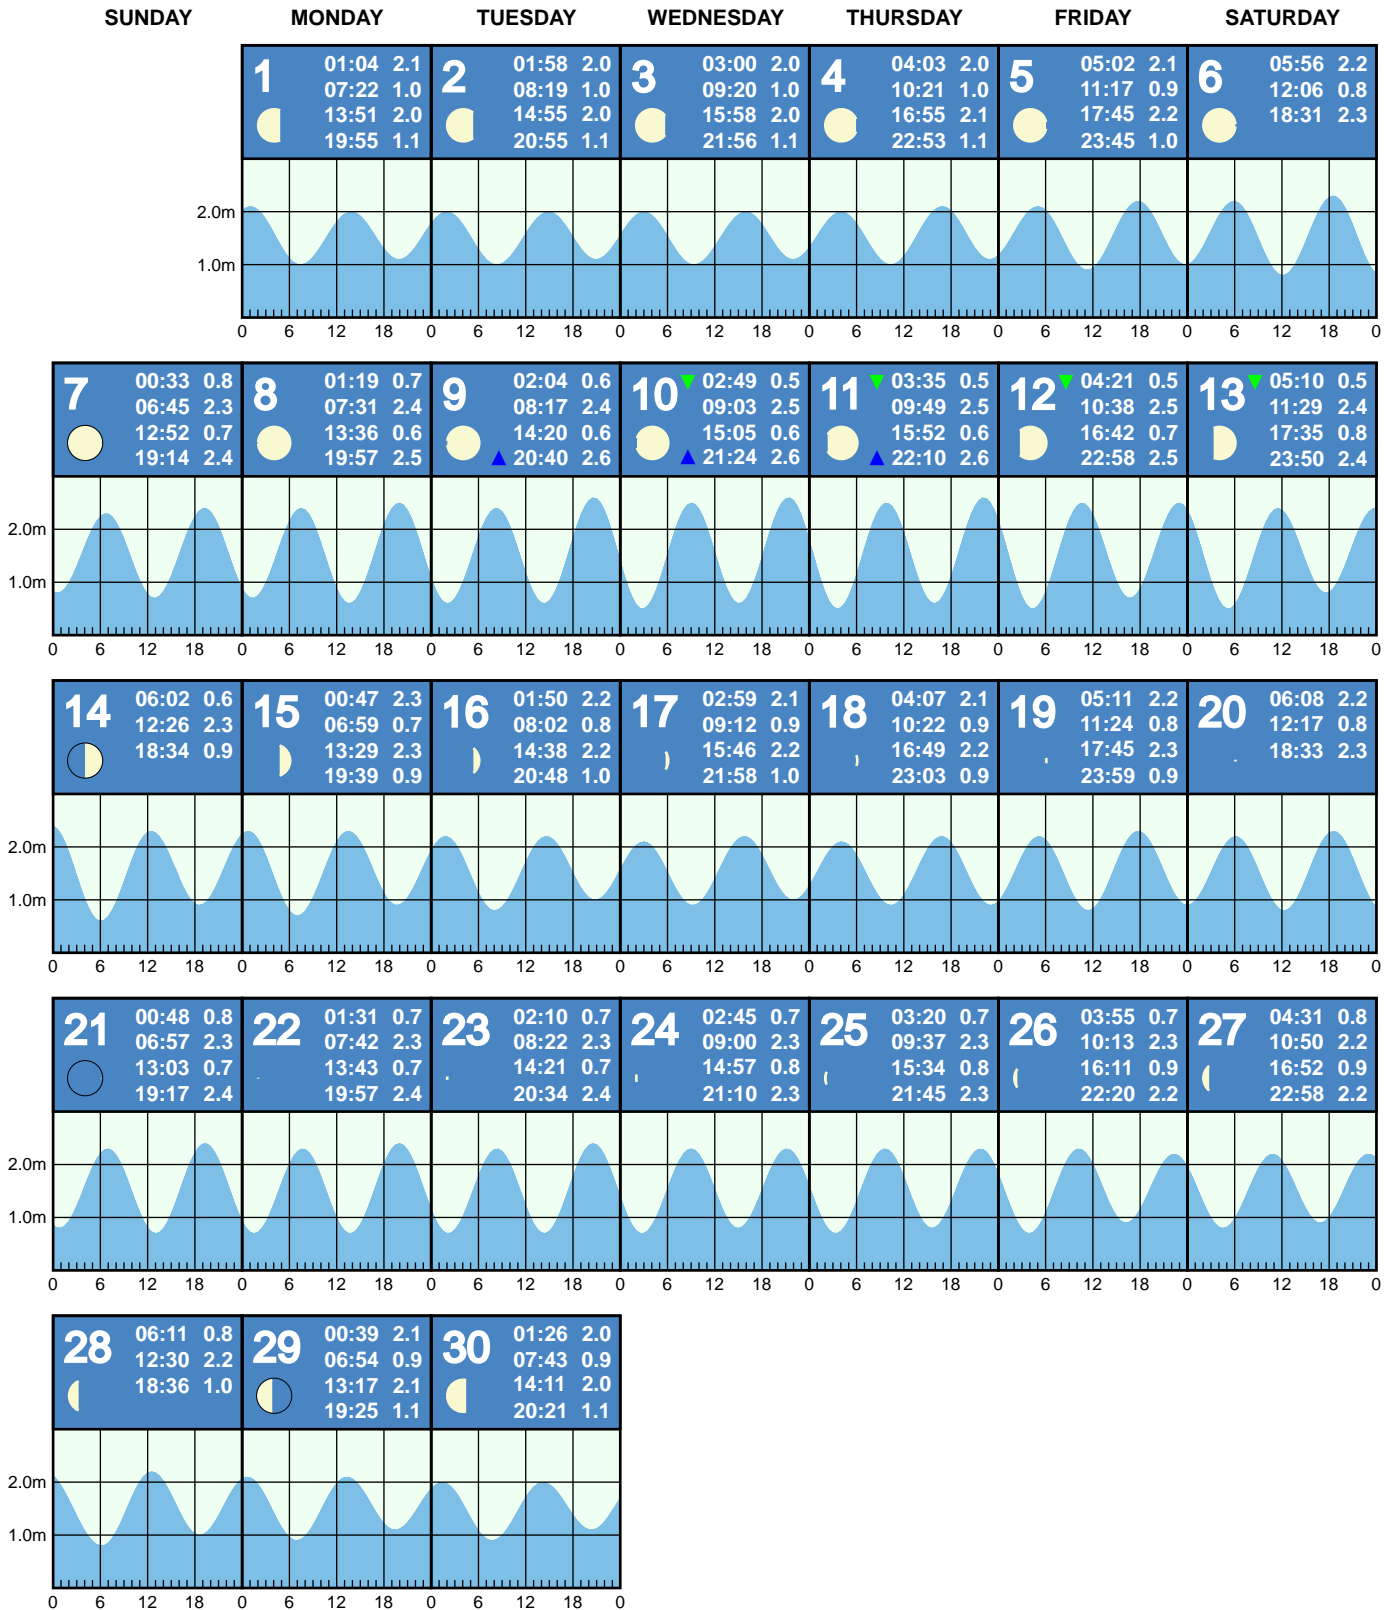 SUNDAY MONDAY TUESDAY WEDNESDAY THURSDAY FRIDAY SATURDAY
1 01:04 2.1
07:22 1.0
13:51 2.0
19:55 1.1
2 01:58 2.0
08:19 1.0
14:55 2.0
20:55 1.1
3 03:00 2.0
09:20 1.0
15:58 2.0
21:56 1.1
4 04:03 2.0
10:21 1.0
16:55 2.1
22:53 1.1
5 05:02 2.1
11:17 0.9
17:45 2.2
23:45 1.0
6 05:56 2.2
12:06 0.8
18:31 2.3
2.0m
1.0m
0 6 12 18 0 6 12 18 0 6 12 18 0 6 12 18 0 6 12 18 0 6 12 18 0
7 00:33 0.8
06:45 2.3
12:52 0.7
19:14 2.4
8 01:19 0.7
07:31 2.4
13:36 0.6
19:57 2.5
9 02:04 0.6
08:17 2.4
14:20 0.6
20:40 2.6
10 02:49 0.5
09:03 2.5
15:05 0.6
21:24 2.6
11 03:35 0.5
09:49 2.5
15:52 0.6
22:10 2.6
12 04:21 0.5
10:38 2.5
16:42 0.7
22:58 2.5
13 05:10 0.5
11:29 2.4
17:35 0.8
23:50 2.4
2.0m
1.0m
0 6 12 18 0 6 12 18 0 6 12 18 0 6 12 18 0 6 12 18 0 6 12 18 0 6 12 18 0
14 06:02 0.6
12:26 2.3
18:34 0.9
15 00:47 2.3
06:59 0.7
13:29 2.3
19:39 0.9
16 01:50 2.2
08:02 0.8
14:38 2.2
20:48 1.0
17 02:59 2.1
09:12 0.9
15:46 2.2
21:58 1.0
18 04:07 2.1
10:22 0.9
16:49 2.2
23:03 0.9
19 05:11 2.2
11:24 0.8
17:45 2.3
23:59 0.9
20 06:08 2.2
12:17 0.8
18:33 2.3
2.0m
1.0m
0 6 12 18 0 6 12 18 0 6 12 18 0 6 12 18 0 6 12 18 0 6 12 18 0 6 12 18 0
21 00:48 0.8
06:57 2.3
13:03 0.7
19:17 2.4
22 01:31 0.7
07:42 2.3
13:43 0.7
19:57 2.4
23 02:10 0.7
08:22 2.3
14:21 0.7
20:34 2.4
24 02:45 0.7
09:00 2.3
14:57 0.8
21:10 2.3
25 03:20 0.7
09:37 2.3
15:34 0.8
21:45 2.3
26 03:55 0.7
10:13 2.3
16:11 0.9
22:20 2.2
27 04:31 0.8
10:50 2.2
16:52 0.9
22:58 2.2
2.0m
1.0m
0 6 12 18 0 6 12 18 0 6 12 18 0 6 12 18 0 6 12 18 0 6 12 18 0 6 12 18 0
28 06:11 0.8
12:30 2.2
18:36 1.0
29 00:39 2.1
06:54 0.9
13:17 2.1
19:25 1.1
30 01:26 2.0
07:43 0.9
14:11 2.0
20:21 1.1
2.0m
1.0m
0 6 12 18 0 6 12 18 0 6 12 18 0